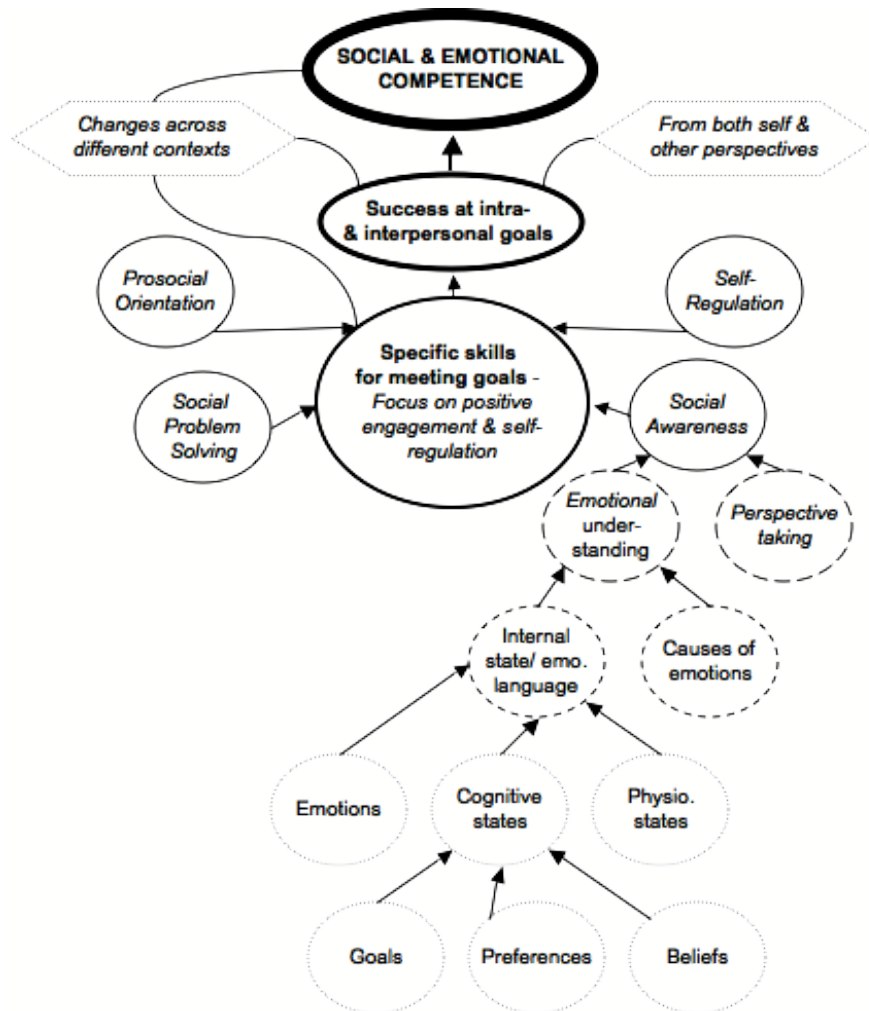 SOCIAL & EMOTIONAL
COMPETENCE
Changes across
different contexts
From both self &
other perspectives
Success at intra-
& interpersonal goals
Prosocial
Orientation
Self-
Regulation
Specific skills
for meeting goals -
Focus on positive
engagement & self-
regulation
Social
Problem
Solving
Social
Awareness
Emotional
under-
standing
Perspective
taking
Internal
state/ emo.
language
Causes of
emotions
Emotions
Cognitive
states
Physio.
states
Goals
Preferences
Beliefs